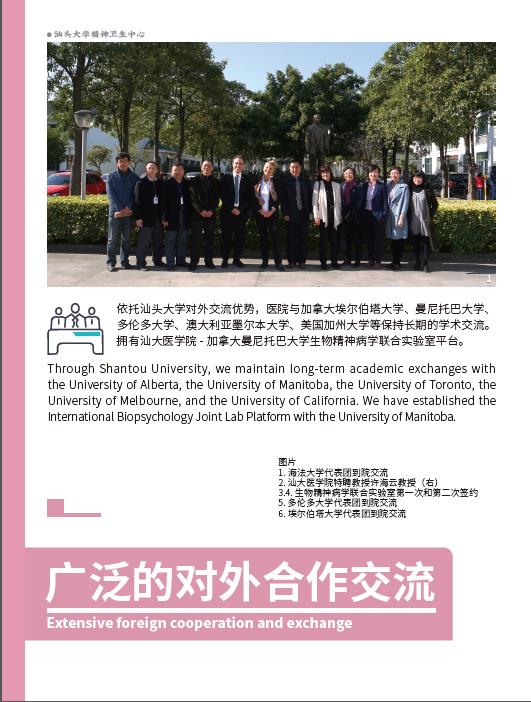 汕头大学精神卫生中心
1
依托汕头大学对外交流优势，医院与加拿大埃尔伯塔大学、曼尼托巴大学、
多伦多大学、澳大利亚墨尔本大学、美国加州大学等保持长期的学术交流。
拥有汕大医学院 - 加拿大曼尼托巴大学生物精神病学联合实验室平台。
Through Shantou University, we maintain long-term academic exchanges with
the University of Alberta, the University of Manitoba, the University of Toronto, the
University of Melbourne, and the University of California. We have established the
International Biopsychology Joint Lab Platform with the University of Manitoba.
图片
1. 海法大学代表团到院交流
2. 汕大医学院特聘教授许海云教授（右）
3.4. 生物精神病学联合实验室第一次和第二次签约
5. 多伦多大学代表团到院交流
6. 埃尔伯塔大学代表团到院交流
广泛的对外合作交流
Extensive foreign cooperation and exchange